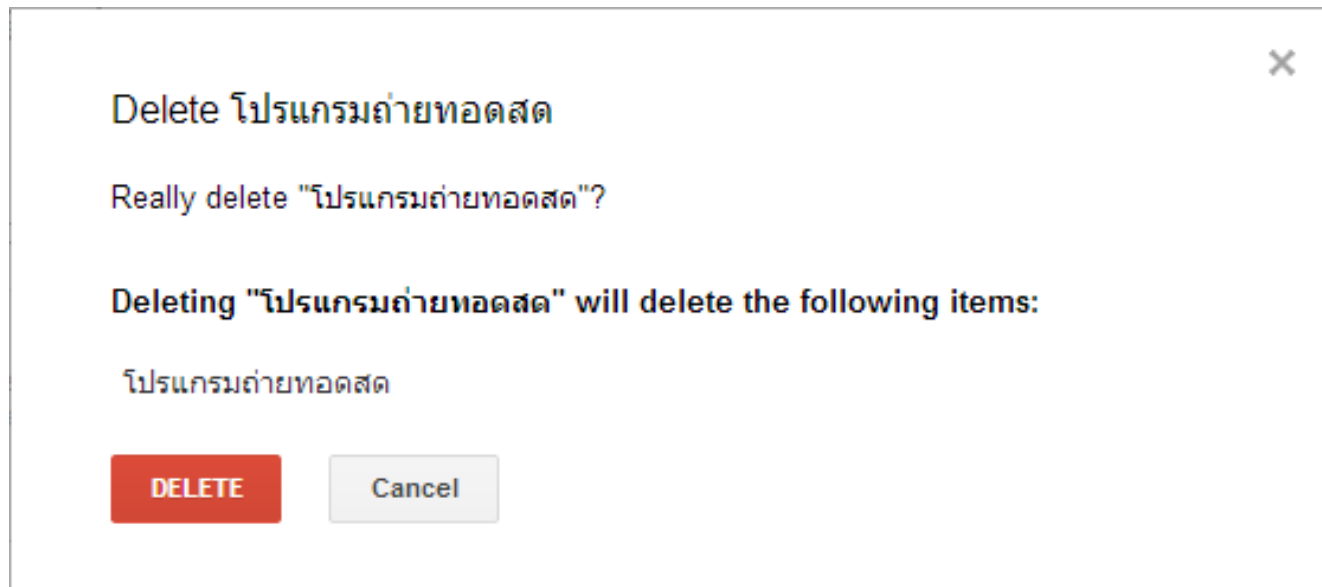 Delete โปรแกรมถ่ายทอดสด
Really delete "โปรแกรมถ่ายทอดสด"?
Deleting "โปรแกรมถ่ายทอดสด" will delete the following items:
โปรแกรมถ่ายทอดสด
DELETE Cancel